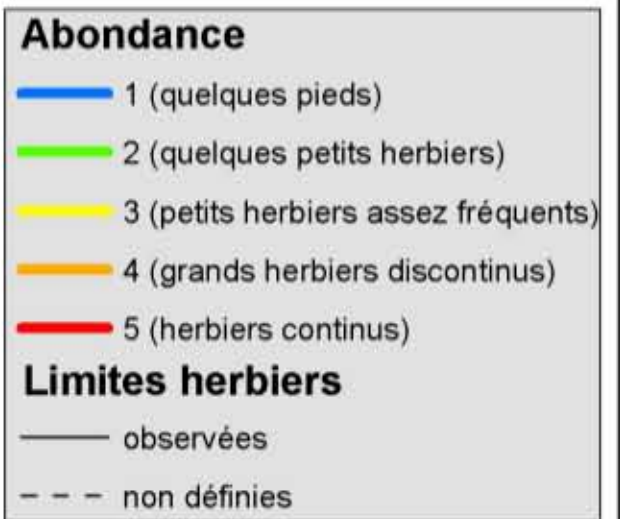 Abondance
1 (quelques pieds)
2 (quelques petits herbiers)
3 (petits herbiers assez fréquents)
4 (grands herbiers discontinus)
5 (herbiers continus)
Limites herbiers
observées
non définies